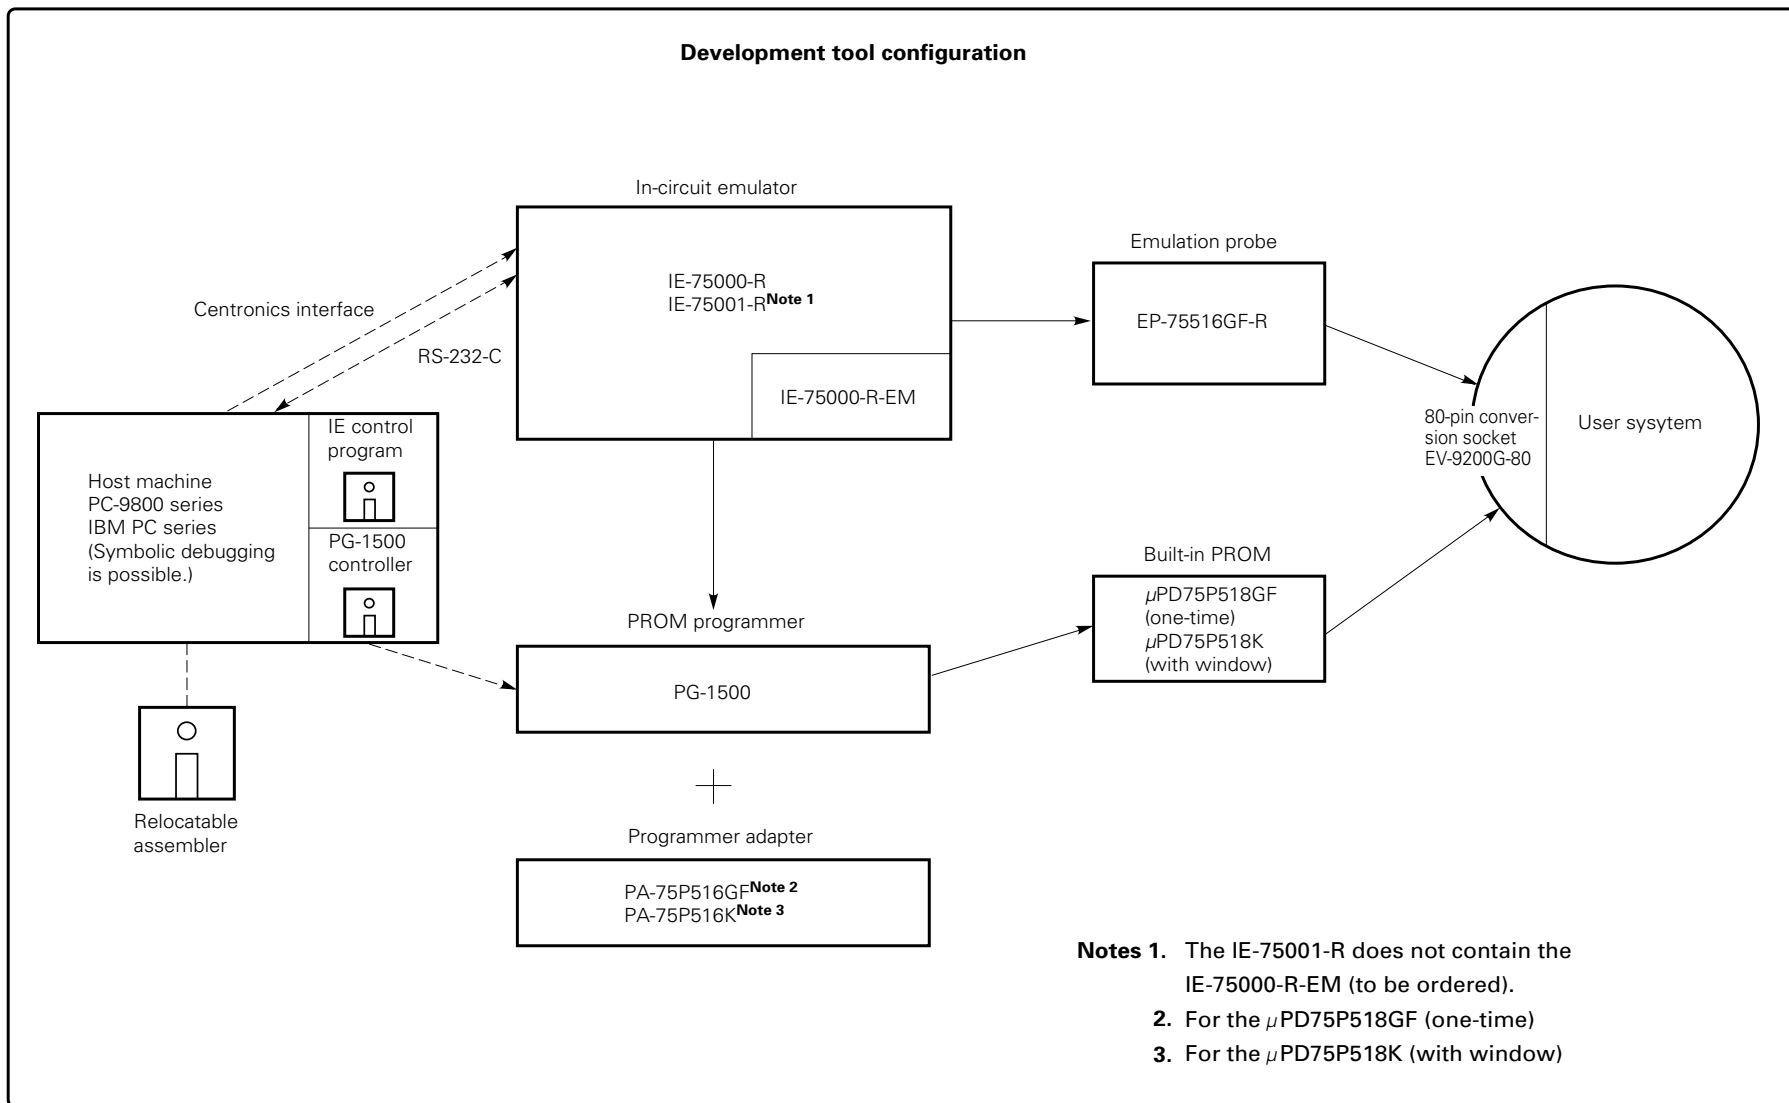 Development tool configuration
In-circuit emulator
IE-75000-R
IE-75001-RNote 1
IE-75000-R-EM
Emulation probe
EP-75516GF-R
Centronics interface
RS-232-C
80-pin conver-
sion socket
EV-9200G-80
User sysytem
Host machine
PC-9800 series
IBM PC series
(Symbolic debugging
is possible.)
IE control
program
PG-1500
controller
Relocatable
assembler
PROM programmer
PG-1500
Built-in PROM
µPD75P518GF
(one-time)
µPD75P518K
(with window)
Programmer adapter
PA-75P516GFNote 2
PA-75P516KNote 3
Notes 1. The IE-75001-R does not contain the
IE-75000-R-EM (to be ordered).
2. For the µPD75P518GF (one-time)
3. For the µPD75P518K (with window)